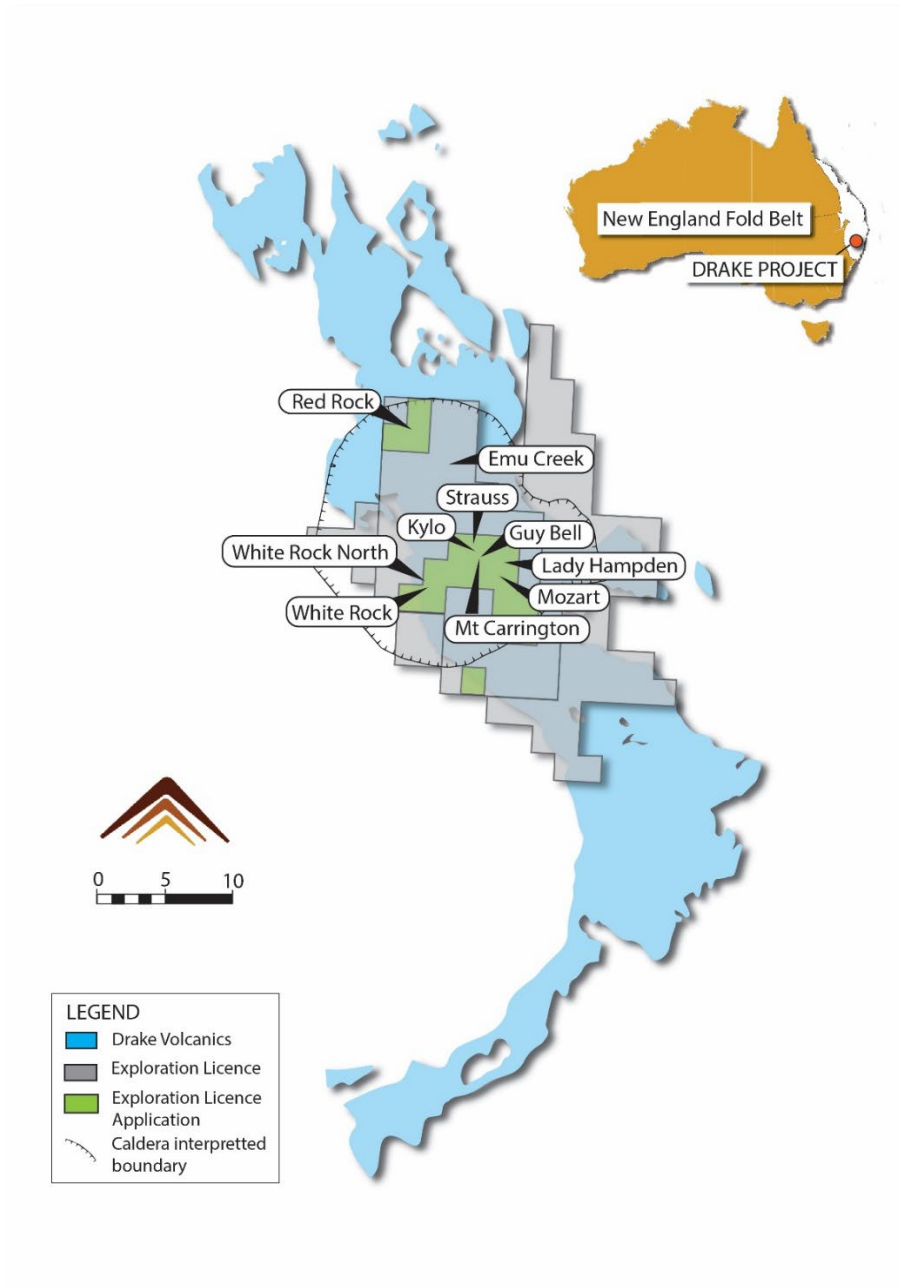 New England Fold Belt
DRAKE PROJECT
Red Rock
Emu Creek
Strauss
Kylo
Guy Bell
White Rock North
Lady Hampden
White Rock
Mozart
Mt Carrington
0 5 10
LEGEND
Drake Volcanics
Exploration Licence
Exploration Licence
Application
Caldera interpretted
boundary